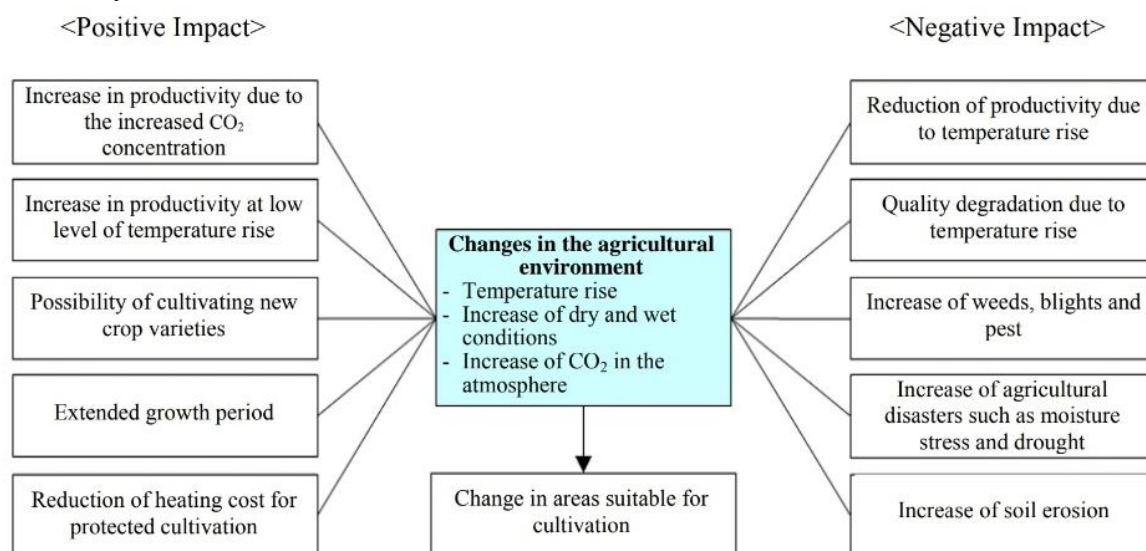 <Positive Impact>
Increase in productivity due to
the increased CO₂
concentration
Increase in productivity at low
level of temperature rise
Possibility of cultivating new
crop varieties
Extended growth period
Reduction of heating cost for
protected cultivation
Changes in the agricultural
environment
- Temperature rise
- Increase of dry and wet
conditions
- Increase of CO₂ in the
atmosphere
Change in areas suitable for
cultivation
<Negative Impact>
Reduction of productivity due
to temperature rise
Quality degradation due to
temperature rise
Increase of weeds, blights and
pest
Increase of agricultural
disasters such as moisture
stress and drought
Increase of soil erosion